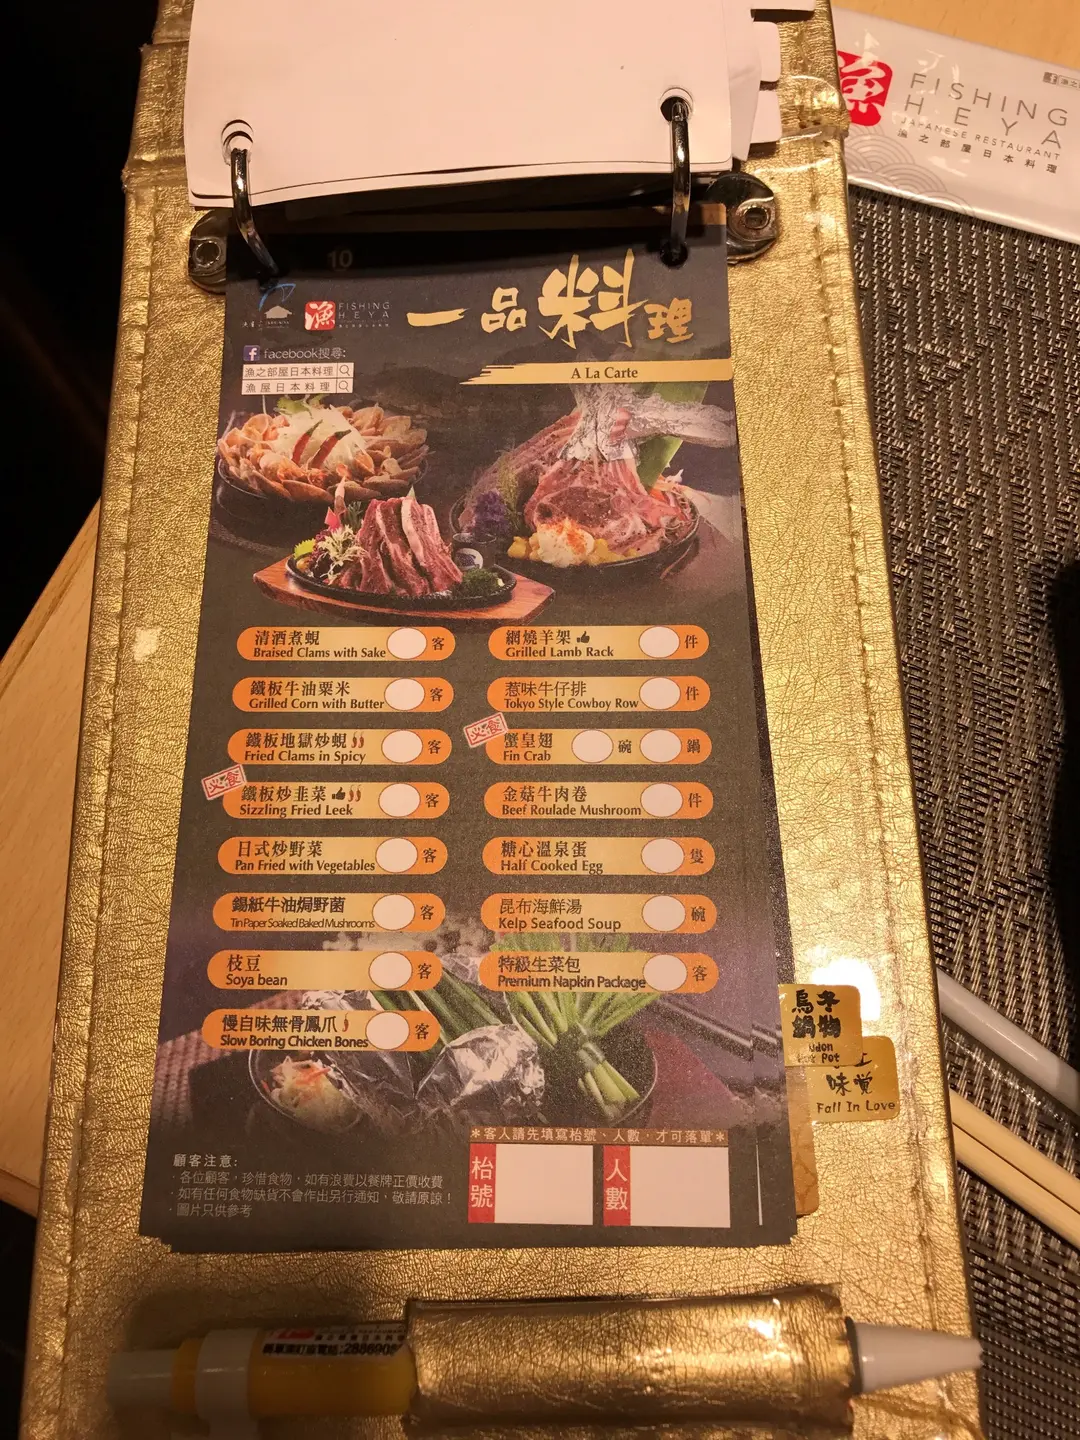 漁
FISHING
HEYA
JAPANESE RESTAURANT
漁之部屋日本料理
10
漁
FISHING
HEYA
一品料理
A La Carte
facebook搜尋:
漁之部屋日本料理
漁屋日本料理
清酒煮蜆 客
Braised Clams with Sake
鐵板牛油粟米 客
Grilled Corn with Butter
鐵板地獄炒蜆 客
Fried Clams in Spicy
必食
鐵板炒韭菜 客
Sizzling Fried Leek
日式炒野菜 客
Pan Fried with Vegetables
錫紙牛油焗野菌 客
Tin Paper Soaked Baked Mushrooms
枝豆 客
Soya bean
慢自味無骨鳳爪 客
Slow Boring Chicken Bones
網燒羊架 件
Grilled Lamb Rack
惹味牛仔排 件
Tokyo Style Cowboy Row
必食
蟹皇翅 碗 鍋
Fin Crab
金菇牛肉卷 件
Beef Roulade Mushroom
糖心溫泉蛋 隻
Half Cooked Egg
昆布海鮮湯 碗
Kelp Seafood Soup
特級生菜包 客
Premium Napkin Package
烏冬
鍋物
Udon
Pot
味覚
Fall In Love
*客人請先填寫枱號、人數，才可落單*
枱號
人數
顧客注意:
·各位顧客，珍惜食物，如有浪費以餐牌正價收費
·如有任何食物缺貨不會作出另行通知，敬請原諒！
·圖片只供參考